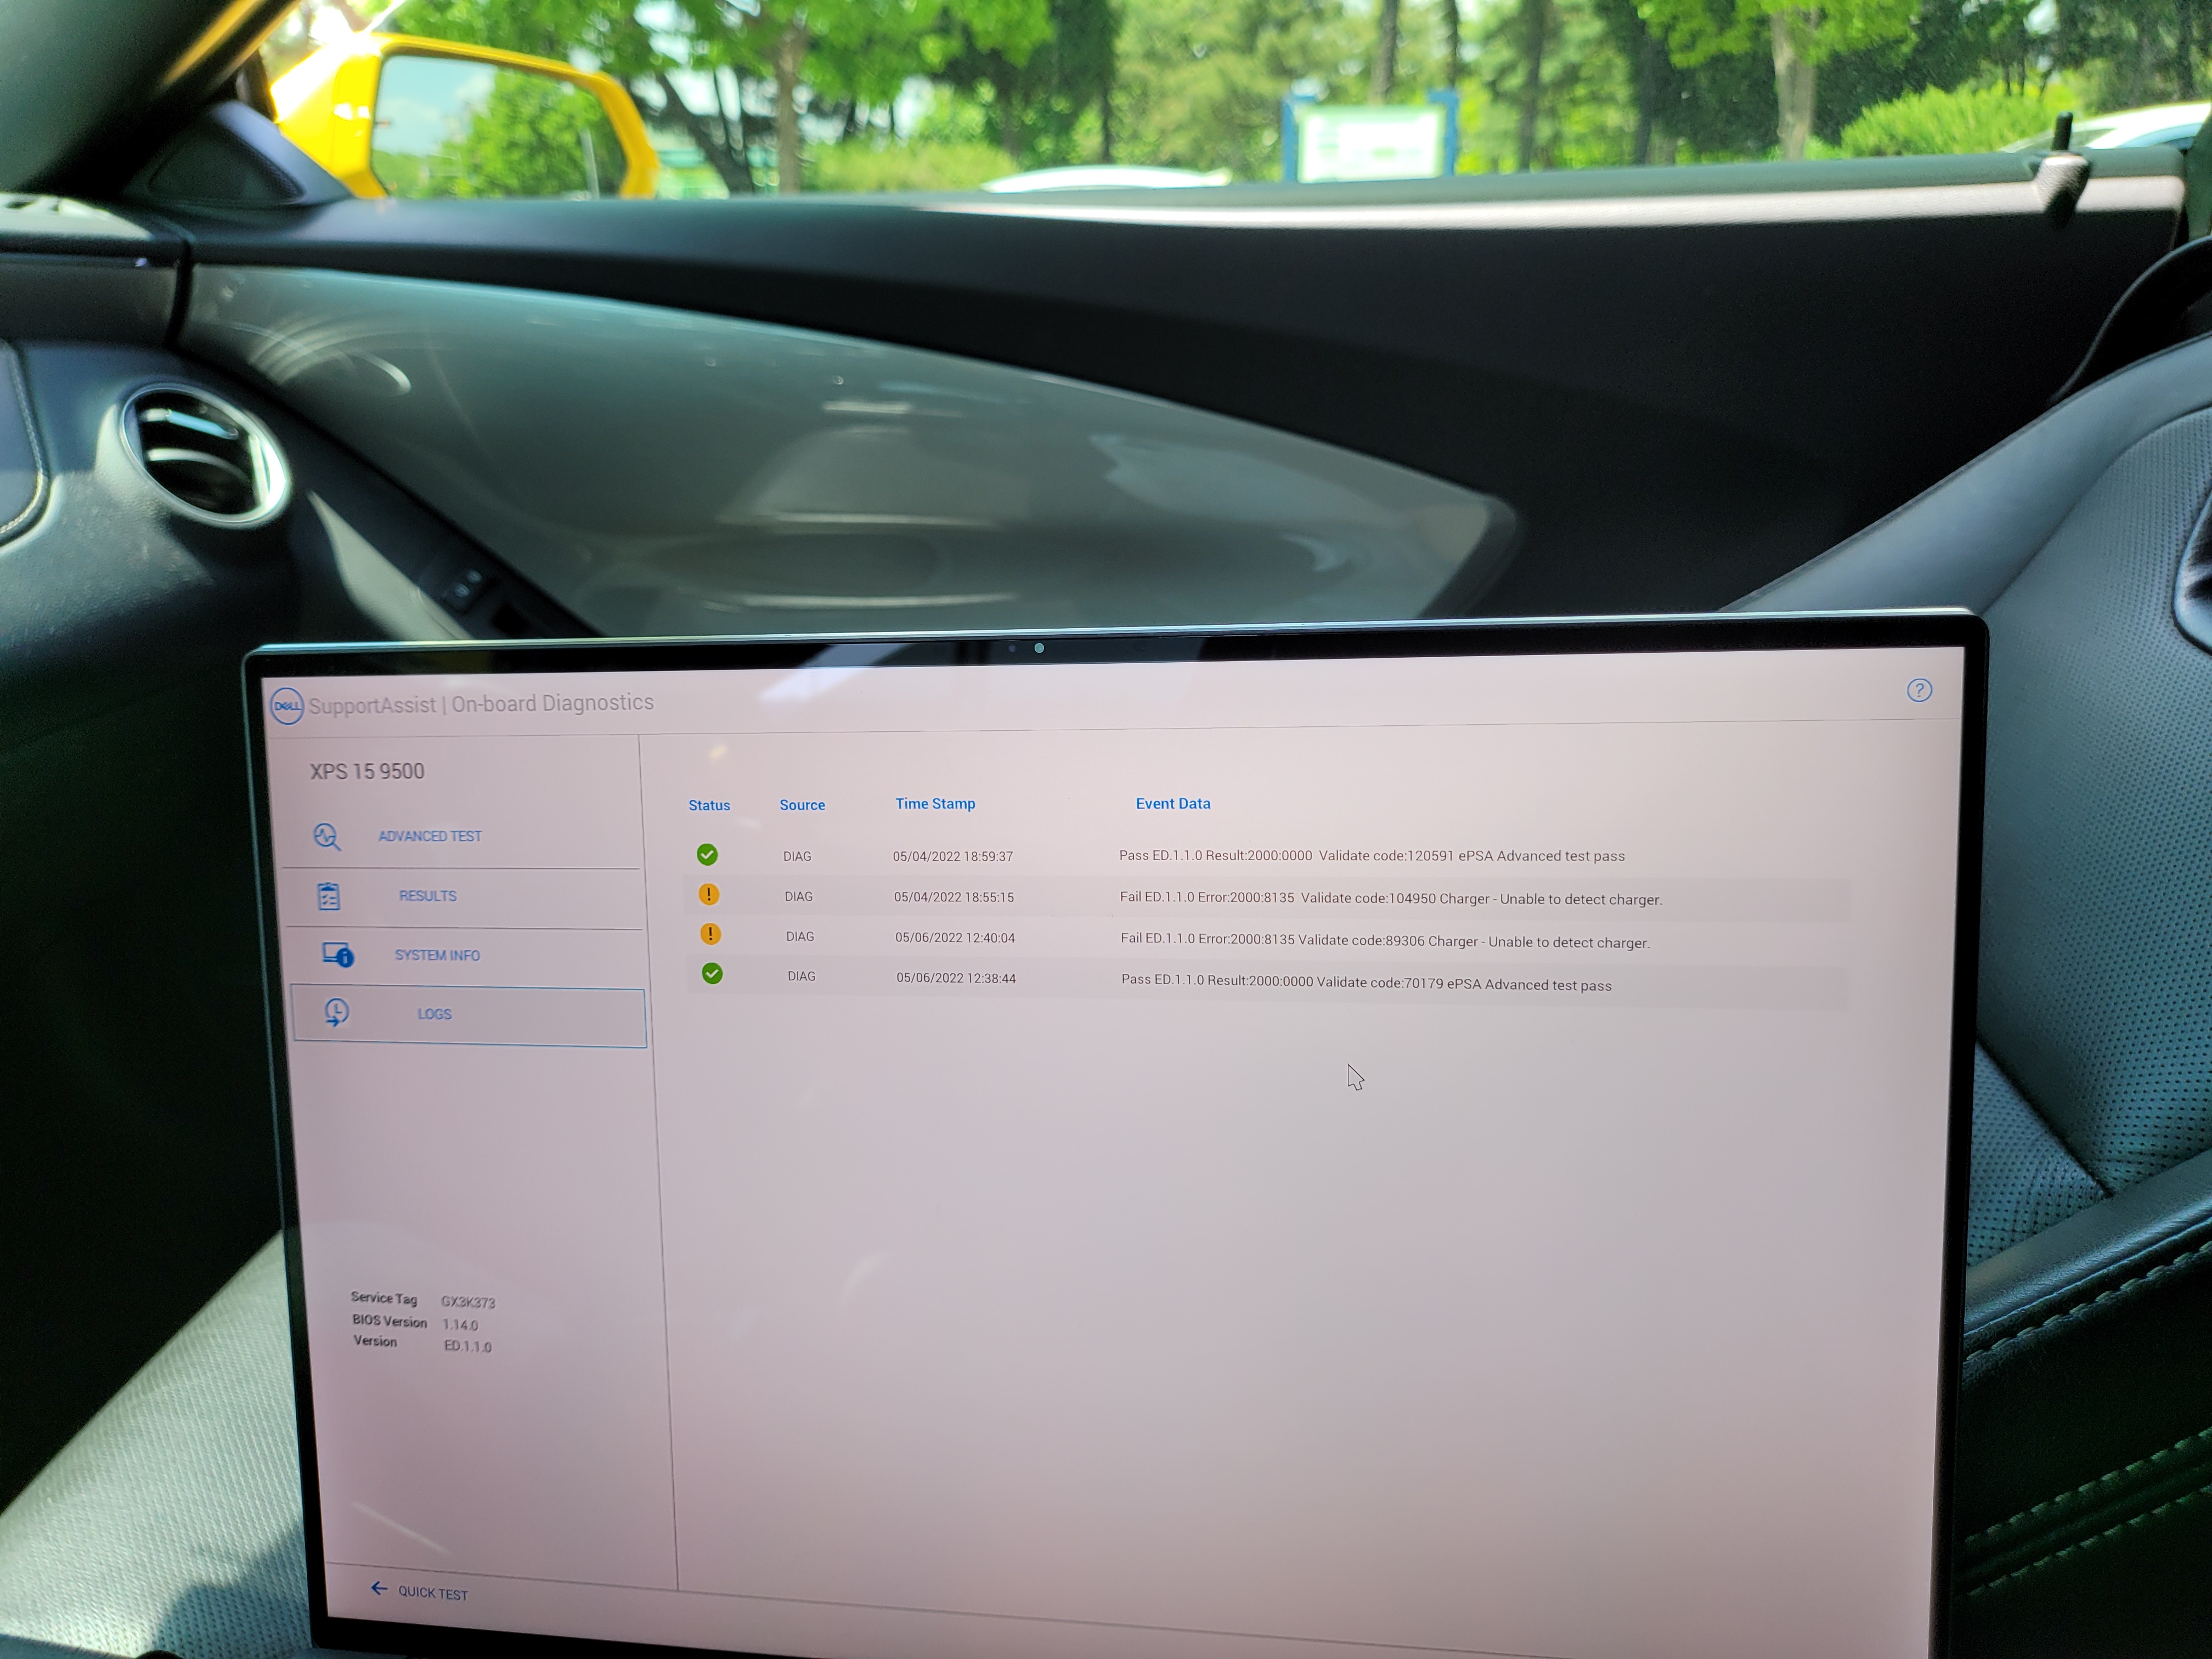 DELL SupportAssist | On-board Diagnostics
?
XPS 15 9500
ADVANCED TEST
RESULTS
SYSTEM INFO
LOGS
Status Source Time Stamp Event Data
DIAG 05/04/2022 18:59:37 Pass ED.1.1.0 Result:2000:0000 Validate code:120591 ePSA Advanced test pass
! DIAG 05/04/2022 18:55:15 Fail ED.1.1.0 Error:2000:8135 Validate code:104950 Charger - Unable to detect charger.
! DIAG 05/06/2022 12:40:04 Fail ED.1.1.0 Error:2000:8135 Validate code:89306 Charger - Unable to detect charger.
DIAG 05/06/2022 12:38:44 Pass ED.1.1.0 Result:2000:0000 Validate code:70179 ePSA Advanced test pass
Service Tag GX3K373
BIOS Version 1.14.0
Version ED.1.1.0
QUICK TEST